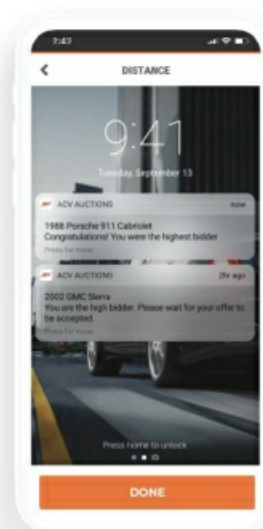 2:42
DISTANCE
9:41
Tuesday, September 13
ACV AUCTIONS now
1988 Porsche 911 Cabriolet
Congratulations! You were the highest bidder
Press for more
ACV AUCTIONS 2hr ago
2002 GMC Sierra
You are the high bidder. Please wait for your offer to
be accepted.
Press for more
Press home to unlock
DONE